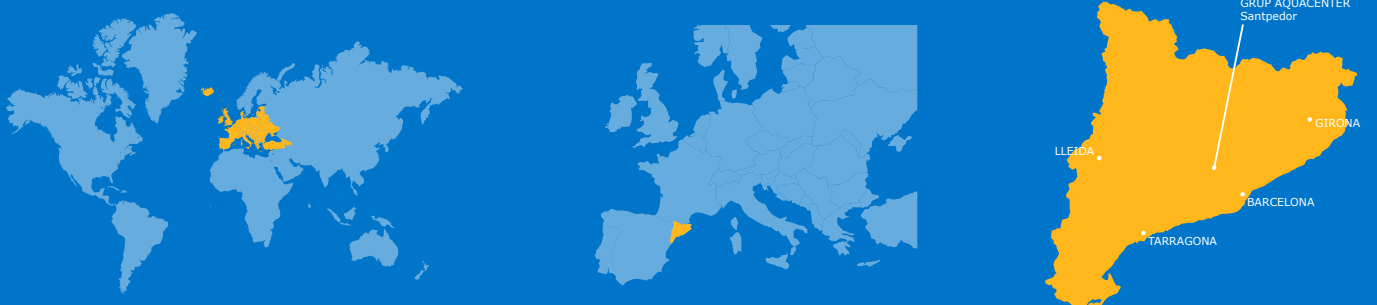 GRUP AQUACENTER
Santpedor
GIRONA
LLEIDA
BARCELONA
TARRAGONA